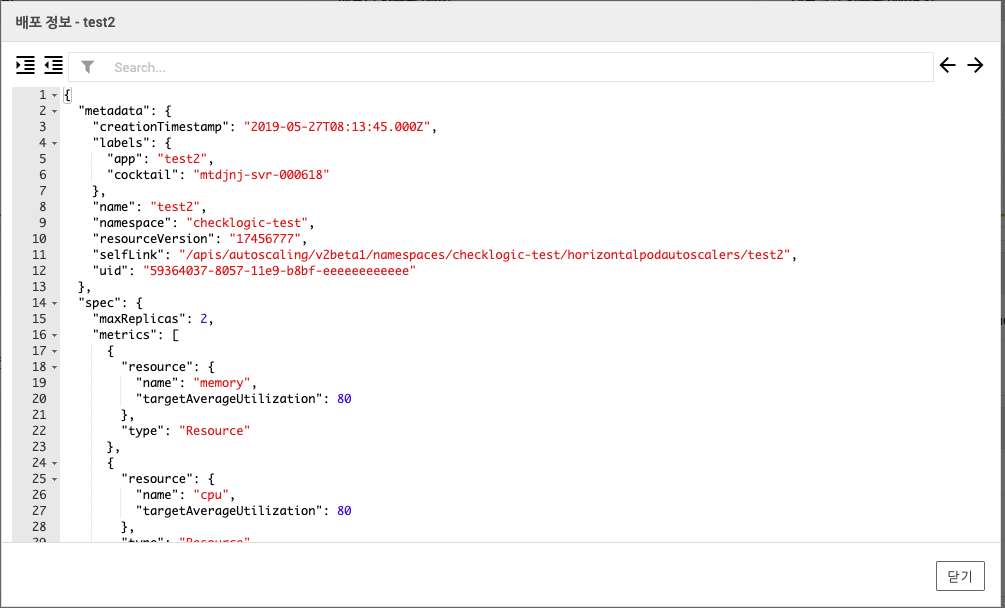 배포 정보 - test2
Search...
1 {
2 "metadata": {
3 "creationTimestamp": "2019-05-27T08:13:45.000Z",
4 "labels": {
5 "app": "test2",
6 "cocktail": "mtdjnj-svr-000618"
7 },
8 "name": "test2",
9 "namespace": "checklogic-test",
10 "resourceVersion": "17456777",
11 "selfLink": "/apis/autoscaling/v2beta1/namespaces/checklogic-test/horizontalpodautoscalers/test2",
12 "uid": "59364037-8057-11e9-b8bf-eeeeeeeeeeee"
13 },
14 "spec": {
15 "maxReplicas": 2,
16 "metrics": [
17 {
18 "resource": {
19 "name": "memory",
20 "targetAverageUtilization": 80
21 },
22 "type": "Resource"
23 },
24 {
25 "resource": {
26 "name": "cpu",
27 "targetAverageUtilization": 80
28 },
29 "type": "Resource"
닫기